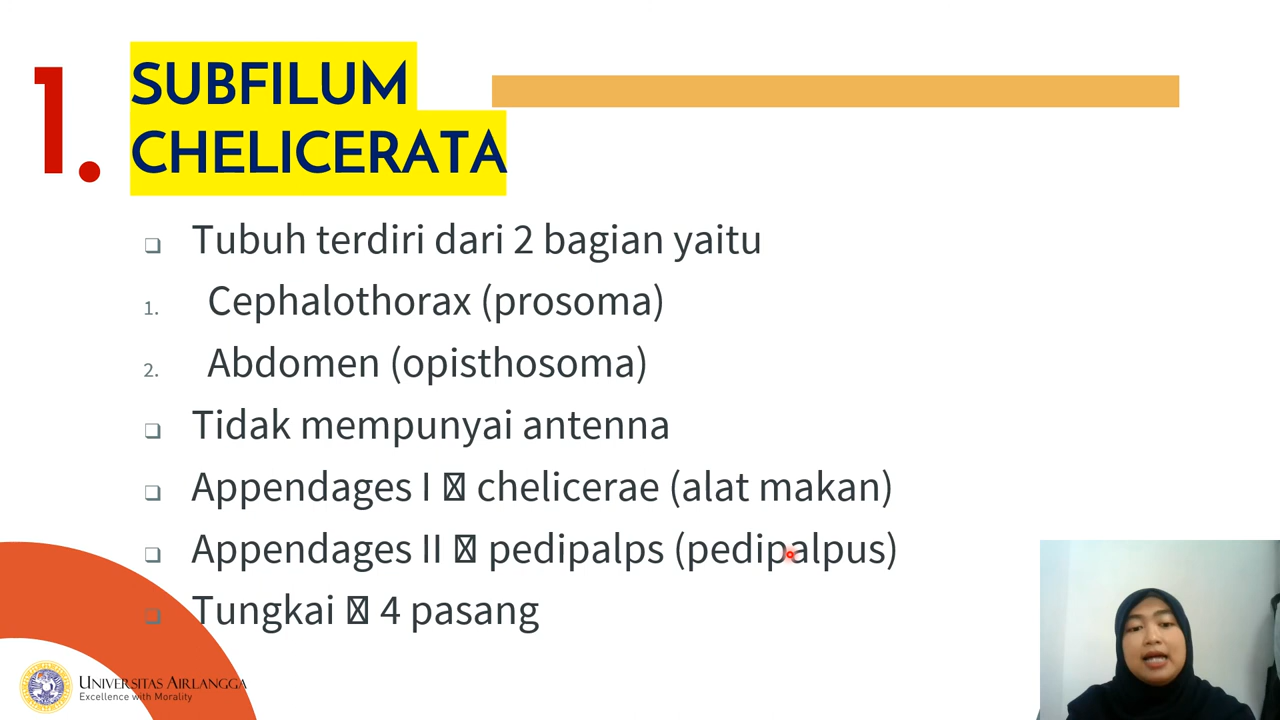 1.
SUBFILUM
CHELICERATA
❑ Tubuh terdiri dari 2 bagian yaitu
1. Cephalothorax (prosoma)
2. Abdomen (opisthosoma)
❑ Tidak mempunyai antenna
❑ Appendages I  chelicerae (alat makan)
❑ Appendages II  pedipalps (pedipalpus)
❑ Tungkai  4 pasang
UNIVERSITAS AIRLANGGA
Excellence with Morality